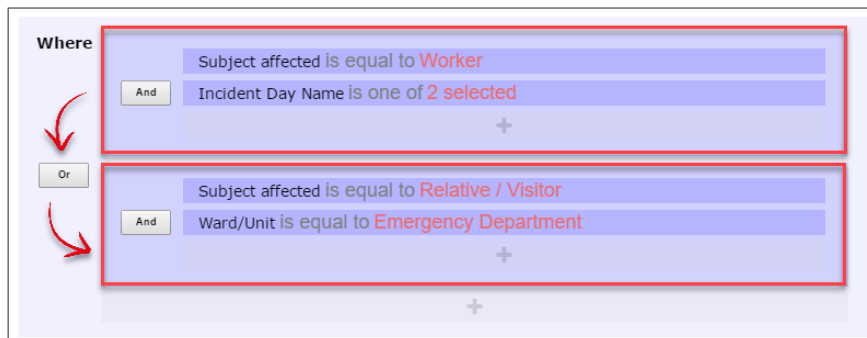 Where
Subject affected is equal to Worker
And
Incident Day Name is one of 2 selected
+
Or
Subject affected is equal to Relative / Visitor
And
Ward/Unit is equal to Emergency Department
+
+